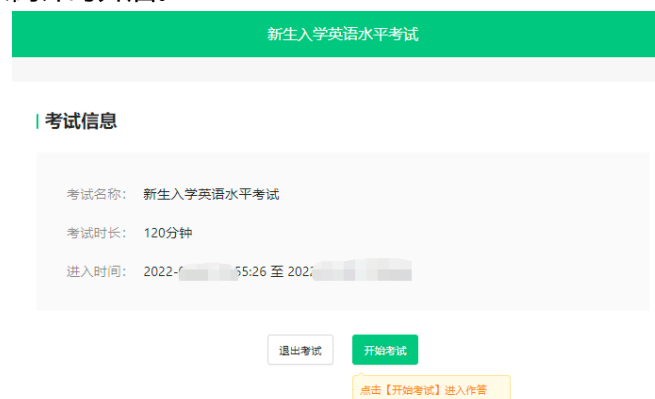 新生入学英语水平考试
考试信息
考试名称： 新生入学英语水平考试
考试时长： 120分钟
进入时间： 2022- 55:26 至 2022
退出考试 开始考试
点击【开始考试】进入作答